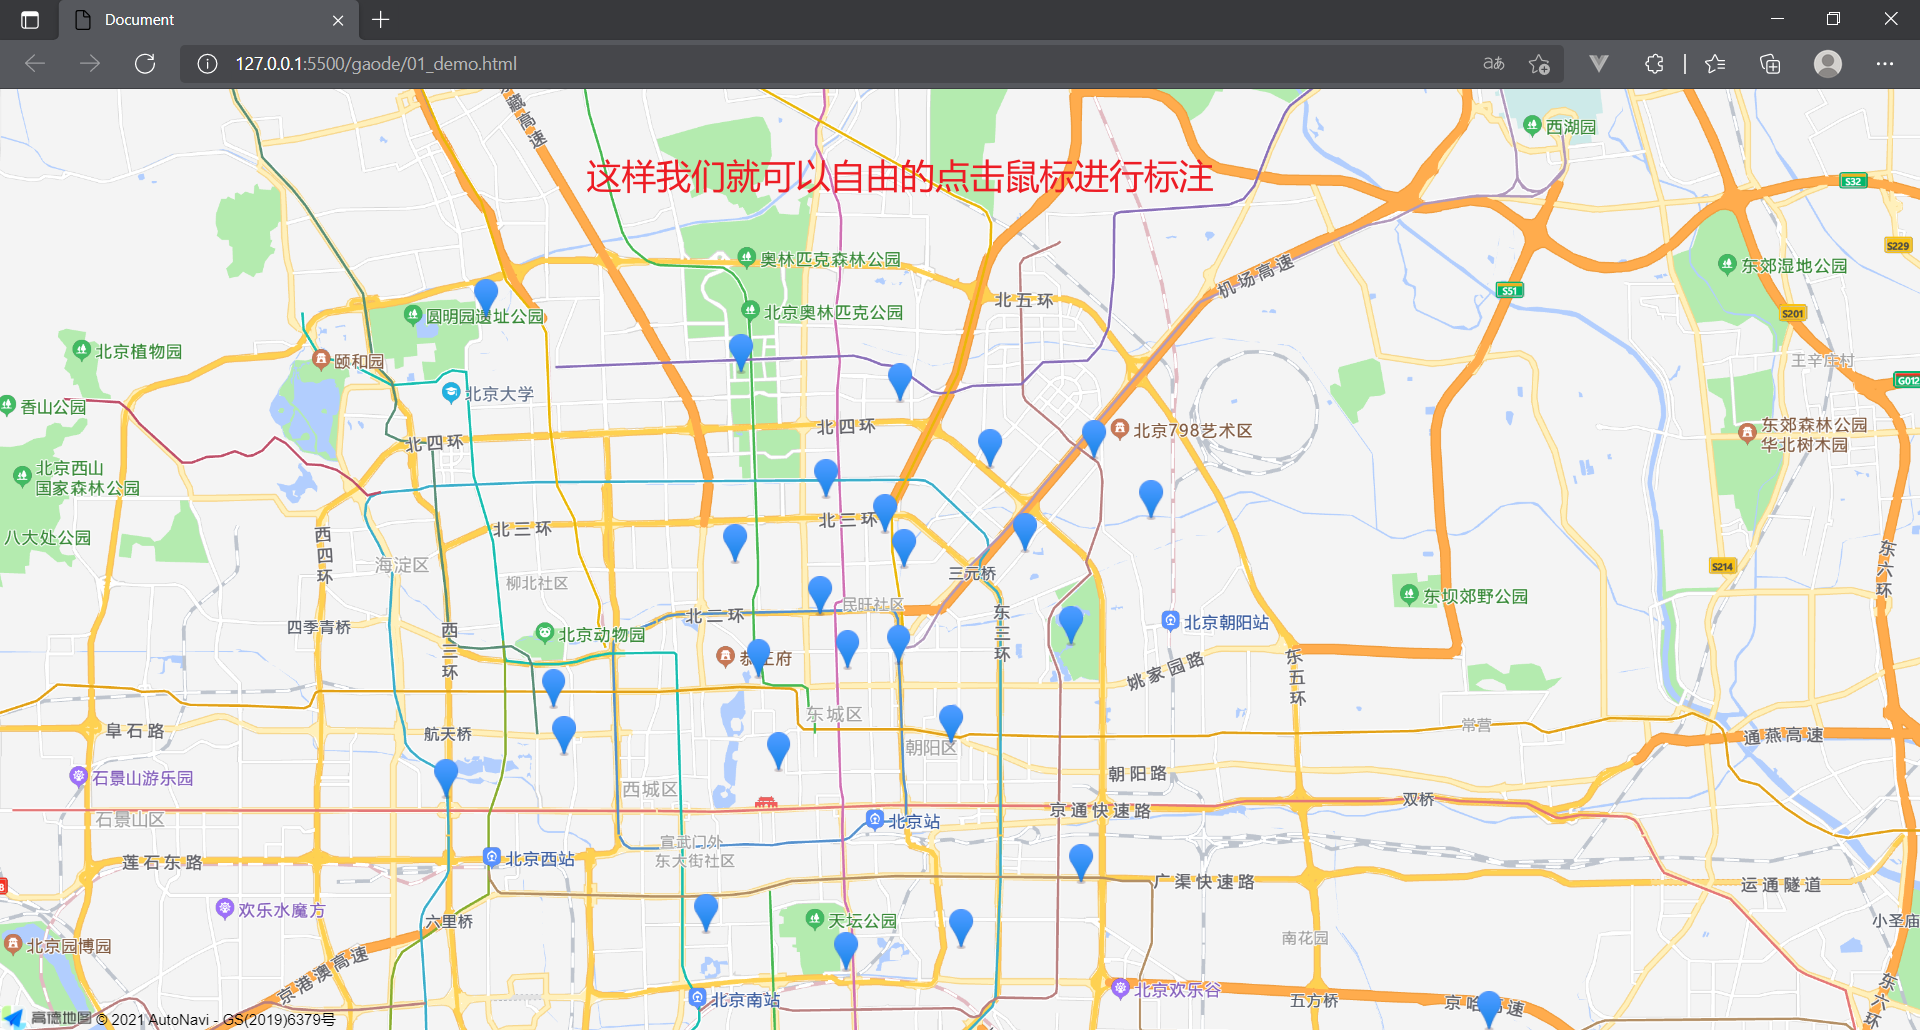 Document
127.0.0.1:5500/gaode/01_demo.html
藏高速
西湖园
这样我们就可以自由的点击鼠标进行标注
S32
S229
奥林匹克森林公园
东郊湿地公园
机场高速
北五环
S51
北京奥林匹克公园
圆明园遗址公园
S201
北京植物园
颐和园
王辛庄村
G012
北京大学
香山公园
北四环
北四环
北京798艺术区
东郊森林公园
华北树木园
北京西山
国家森林公园
北三环
北三环
八大处公园
西四环
海淀区
东六环
三元桥
S214
柳北社区
民旺社区
东坝郊野公园
北二环
东三环
北京朝阳站
四季青桥
西三环
北京动物园
恭王府
姚家园路
东五环
东城区
常营
阜石路
航天桥
朝阳区
通燕高速
石景山游乐园
朝阳路
西城区
双桥
京通快速路
石景山区
北京站
宣武门外
东大街社区
莲石东路
北京西站
广渠快速路
运通隧道
欢乐水魔方
六里桥
天坛公园
小圣庙
南花园
北京园博园
京港澳高速
北京欢乐谷
北京南站
五方桥
京哈高速
东六环
高德地图 © 2021 AutoNavi - GS(2019)6379号